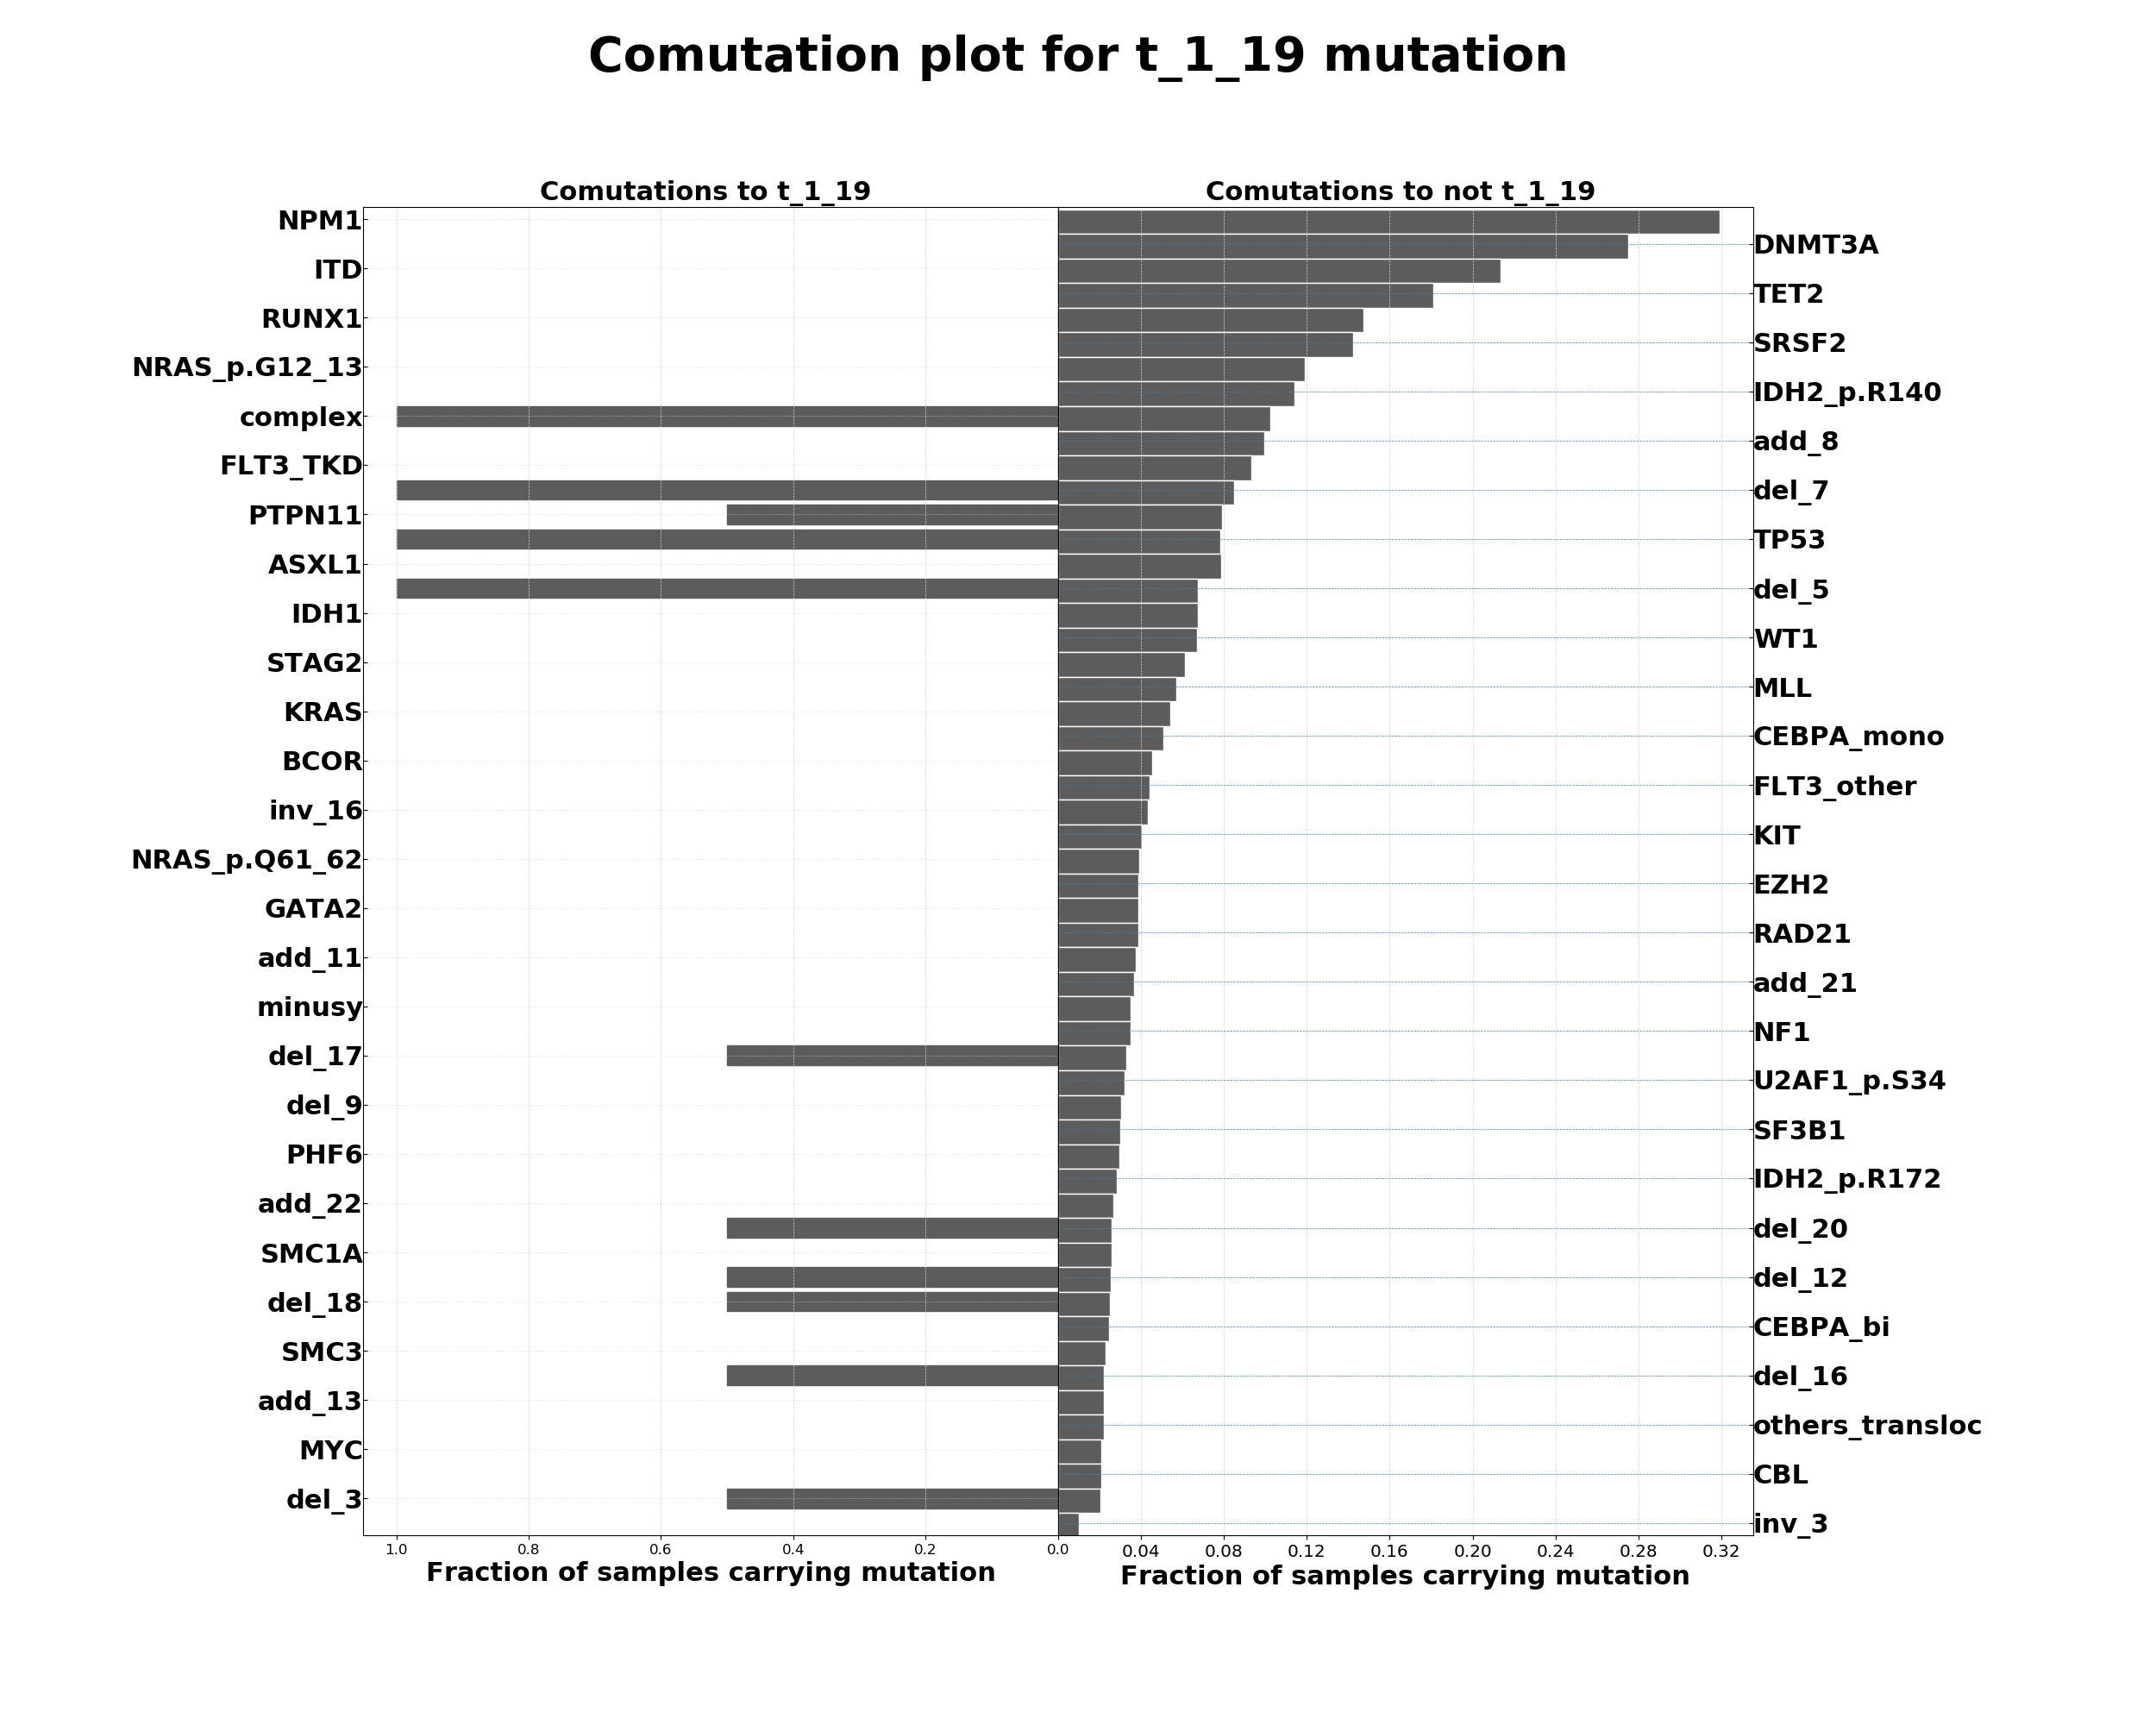 Comutation plot for t_1_19 mutation
Comutations to t_1_19
Comutations to not t_1_19
NPM1
DNMT3A
ITD
TET2
RUNX1
SRSF2
NRAS_p.G12_13
IDH2_p.R140
complex
add_8
FLT3_TKD
del_7
PTPN11
TP53
ASXL1
del_5
IDH1
WT1
STAG2
MLL
KRAS
CEBPA_mono
BCOR
FLT3_other
inv_16
KIT
NRAS_p.Q61_62
EZH2
GATA2
RAD21
add_11
add_21
minusy
NF1
del_17
U2AF1_p.S34
del_9
SF3B1
PHF6
IDH2_p.R172
add_22
del_20
SMC1A
del_12
del_18
CEBPA_bi
SMC3
del_16
add_13
others_transloc
MYC
CBL
del_3
inv_3
1.0 0.8 0.6 0.4 0.2 0.0 0.04 0.08 0.12 0.16 0.20 0.24 0.28 0.32
Fraction of samples carrying mutation
Fraction of samples carrying mutation